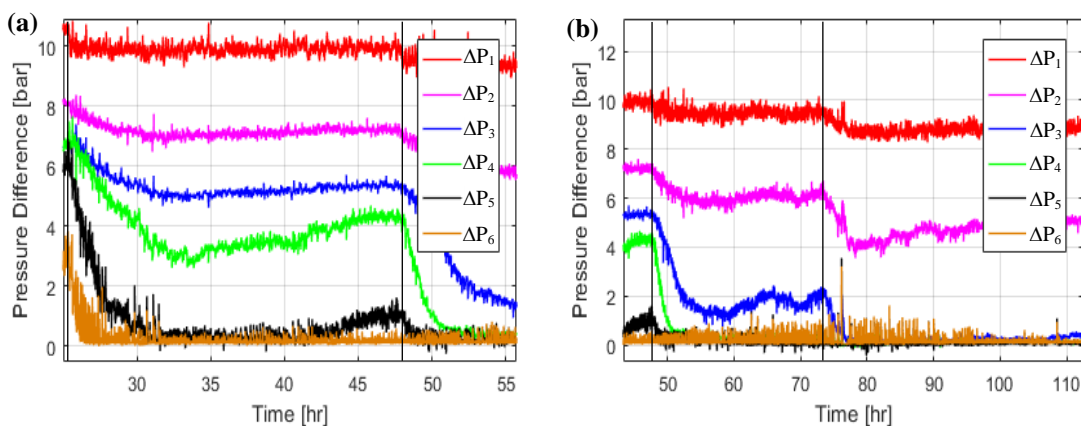 (a)
Pressure Difference [bar]
10
8
6
4
2
0
30 35 40 45 50 55
Time [hr]
ΔP1
ΔP2
ΔP3
ΔP4
ΔP5
ΔP6
(b)
Pressure Difference [bar]
12
10
8
6
4
2
0
50 60 70 80 90 100 110
Time [hr]
ΔP1
ΔP2
ΔP3
ΔP4
ΔP5
ΔP6